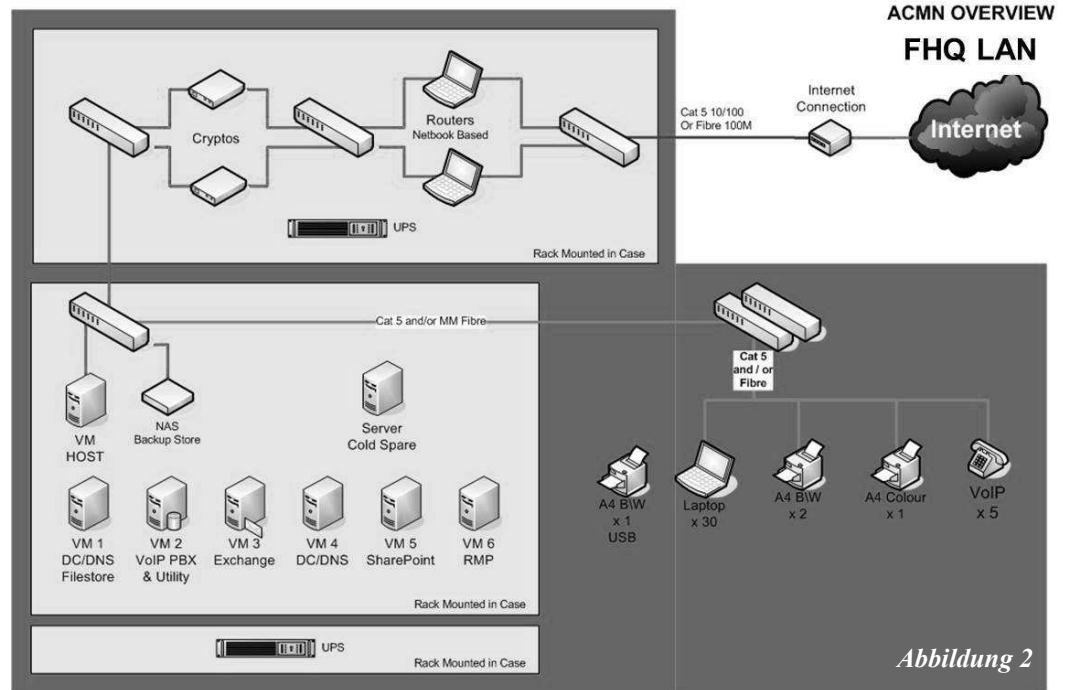 ACMN OVERVIEW
FHQ LAN
Internet
Connection
Cat 5 10/100
Or Fibre 100M
Internet
Cryptos
Routers
Netbook Based
UPS
Rack Mounted in Case
Cat 5 and/or MM Fibre
Cat 5
and / or
Fibre
VM
HOST
NAS
Backup Store
Server
Cold Spare
A4 B\W
x 1
USB
Laptop
x 30
A4 B\W
x 2
A4 Colour
x 1
VoIP
x 5
VM 1
DC/DNS
Filestore
VM 2
VoIP PBX
& Utility
VM 3
Exchange
VM 4
DC/DNS
VM 5
SharePoint
VM 6
RMP
Rack Mounted in Case
UPS
Rack Mounted in Case
Abbildung 2